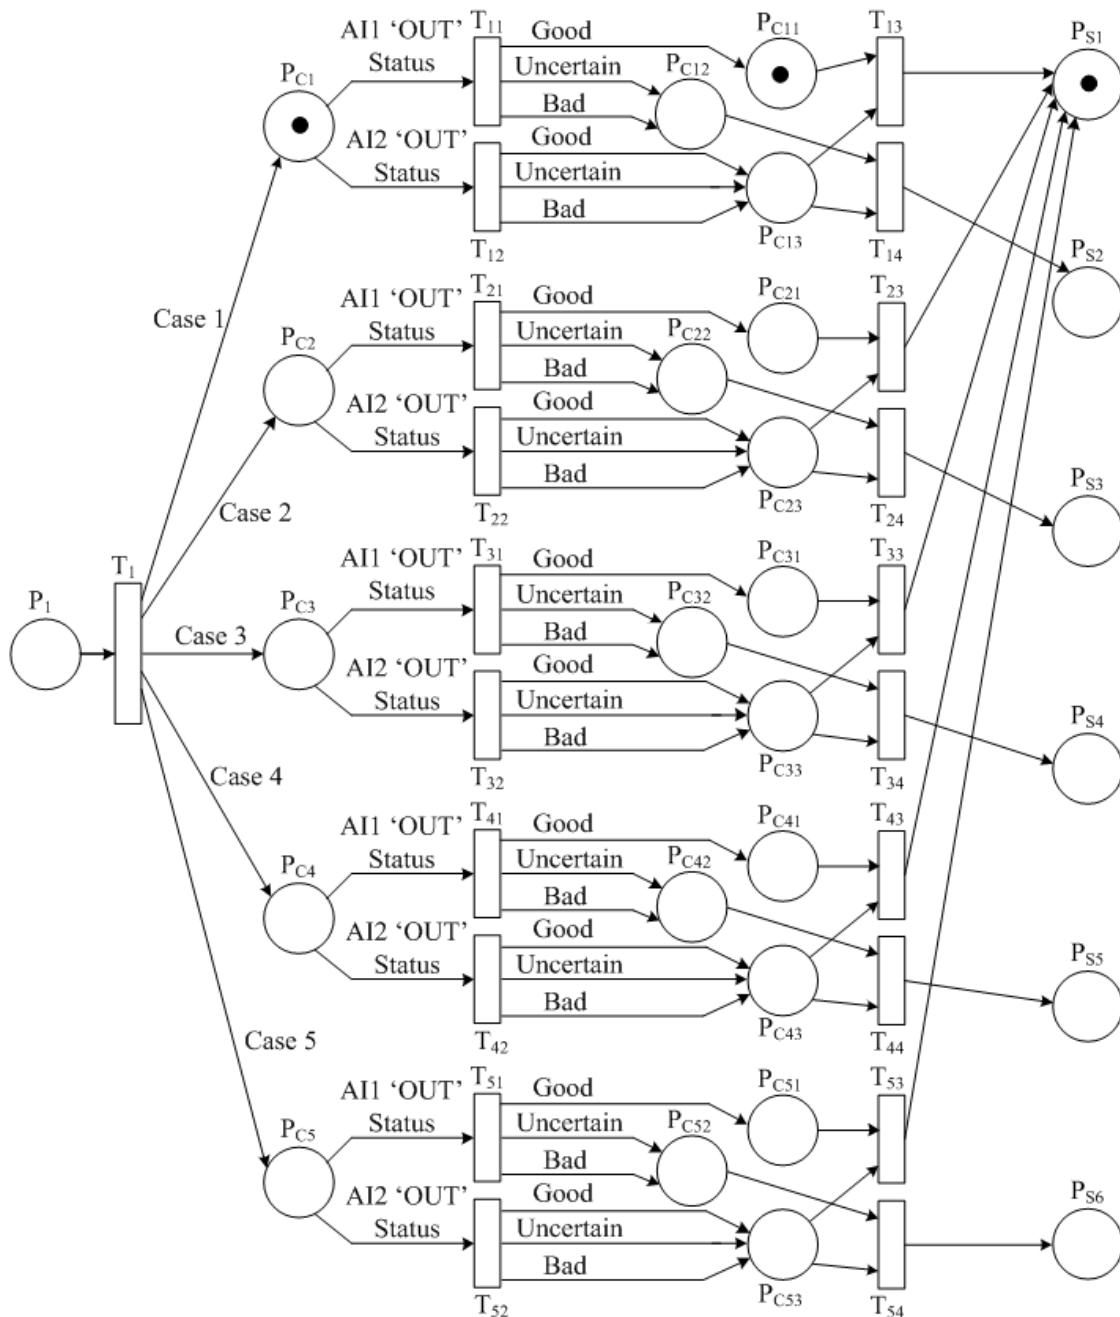 T11
T13
PS1
AI1 ‘OUT’
Good
PC11
Status
Uncertain
PC12
PC1
Bad
AI2 ‘OUT’
Good
Status
Uncertain
Bad
PC13
T12
T14
PS2
T21
T23
AI1 ‘OUT’
Good
PC21
Case 1
Status
Uncertain
PC22
PC2
Bad
AI2 ‘OUT’
Good
Status
Uncertain
Bad
PC23
PS3
Case 2
T22
T24
T31
T33
AI1 ‘OUT’
Good
PC31
T1
Status
Uncertain
PC32
P1
PC3
Case 3
Bad
AI2 ‘OUT’
Good
Status
Uncertain
Bad
PC33
PS4
T32
T34
Case 4
T41
T43
AI1 ‘OUT’
Good
PC41
Status
Uncertain
PC42
PC4
Bad
AI2 ‘OUT’
Good
Status
Uncertain
PS5
Bad
PC43
T42
T44
Case 5
T51
T53
AI1 ‘OUT’
Good
PC51
Status
Uncertain
PC52
PC5
Bad
AI2 ‘OUT’
Good
PS6
Status
Uncertain
Bad
PC53
T52
T54